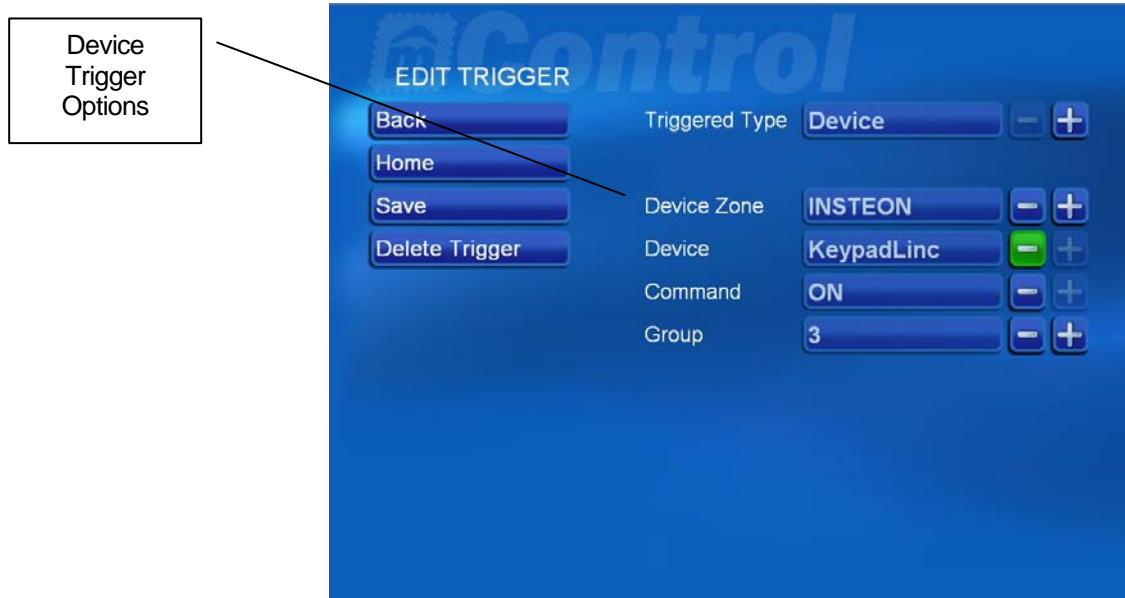 Device
Trigger
Options
mControl
EDIT TRIGGER
Back
Home
Save
Delete Trigger
Triggered Type Device - +
Device Zone INSTEON - +
Device KeypadLinc - +
Command ON - +
Group 3 - +